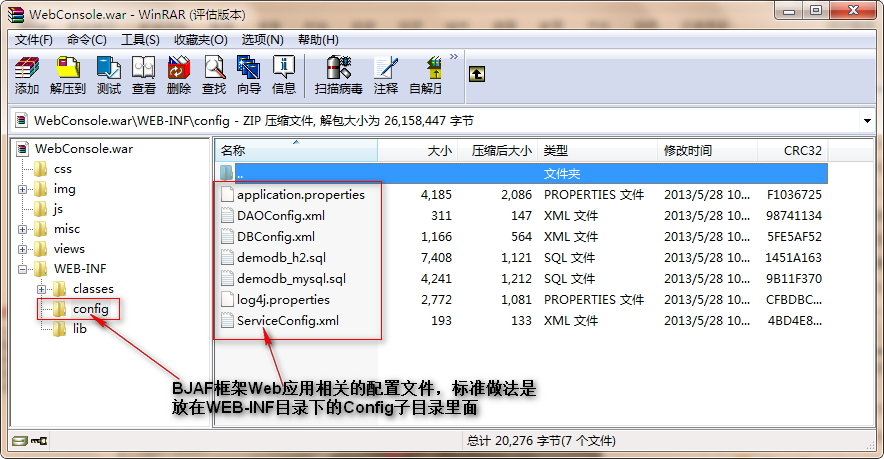 WebConsole.war - WinRAR (评估版本)
文件(F) 命令(C) 工具(S) 收藏夹(O) 选项(N) 帮助(H)
添加 解压到 测试 查看 删除 查找 向导 信息 扫描病毒 注释 自解压
WebConsole.war\WEB-INF\config - ZIP 压缩文件, 解包大小为 26,158,447 字节
WebConsole.war
css
img
js
misc
views
WEB-INF
classes
config
lib
名称 大小 压缩后大小 类型 修改时间 CRC32
.. 文件夹
application.properties 4,185 2,086 PROPERTIES 文件 2013/5/28 10... F1036725
DAOConfig.xml 311 147 XML 文件 2013/5/28 10... 98741134
DBConfig.xml 1,166 564 XML 文件 2013/5/28 10... 5FE5AF52
demodb_h2.sql 7,408 1,121 SQL 文件 2013/5/28 10... 1451A163
demodb_mysql.sql 4,241 1,212 SQL 文件 2013/5/28 10... 9B11F370
log4j.properties 2,772 1,081 PROPERTIES 文件 2013/5/28 10... CFBDBC...
ServiceConfig.xml 193 133 XML 文件 2013/5/28 10... 4BD4E8...
BJAF框架Web应用相关的配置文件，标准做法是
放在WEB-INF目录下的Config子目录里面
总计 20,276 字节(7 个文件)